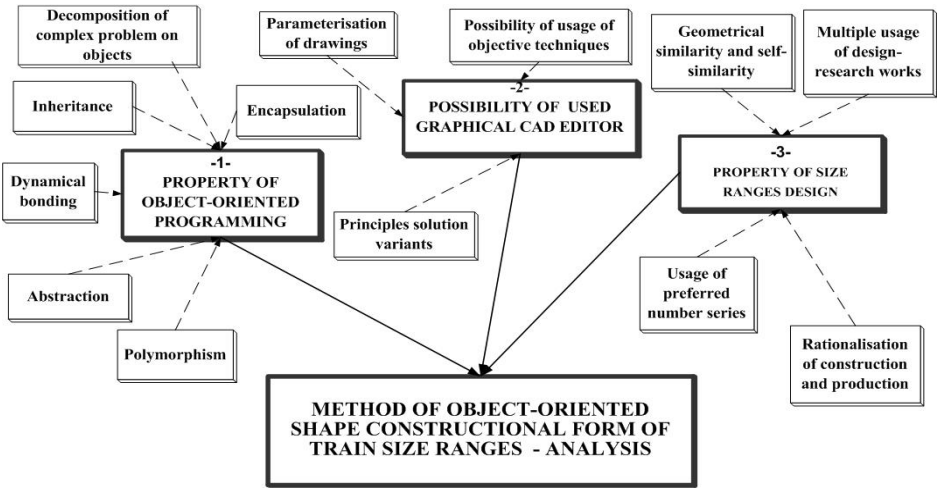 Decomposition of
complex problem on
objects
Inheritance
Encapsulation
-1-
PROPERTY OF
OBJECT-ORIENTED
PROGRAMMING
Dynamical
bonding
Abstraction
Polymorphism
Parameterisation
of drawings
Possibility of usage of
objective techniques
-2-
POSSIBILITY OF USED
GRAPHICAL CAD EDITOR
Principles solution
variants
Geometrical
similarity and self-
similarity
Multiple usage
of design-
research works
-3-
PROPERTY OF SIZE
RANGES DESIGN
Usage of
preferred
number series
Rationalisation
of construction
and production
METHOD OF OBJECT-ORIENTED
SHAPE CONSTRUCTIONAL FORM OF
TRAIN SIZE RANGES - ANALYSIS